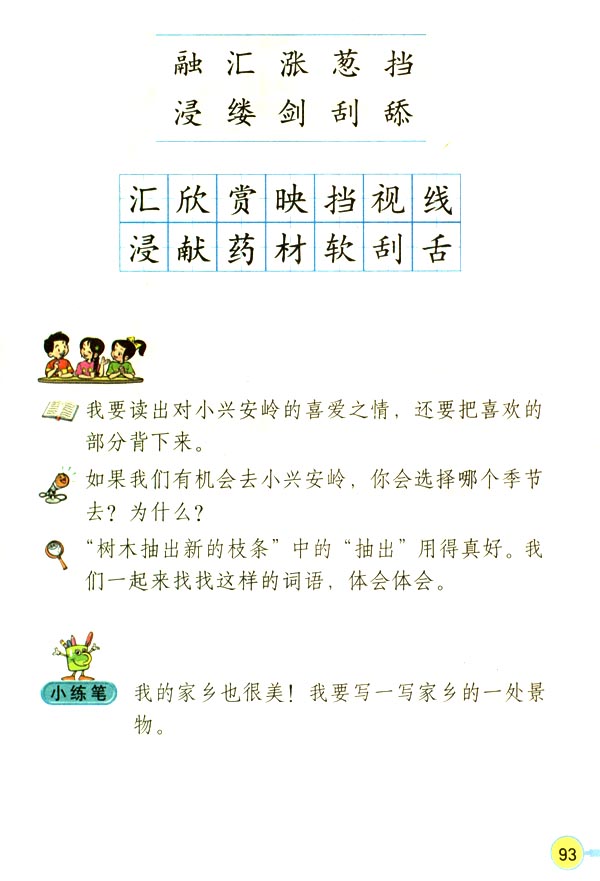 融 汇 涨 葱 挡
浸 缕 剑 刮 舔
汇 欣 赏 映 挡 视 线
浸 献 药 材 软 刮 舌
我要读出对小兴安岭的喜爱之情，还要把喜欢的
部分背下来。
如果我们有机会去小兴安岭，你会选择哪个季节
去？为什么？
“树木抽出新的枝条”中的“抽出”用得真好。我
们一起来找找这样的词语，体会体会。
小练笔
我的家乡也很美！我要写一写家乡的一处景
物。
93